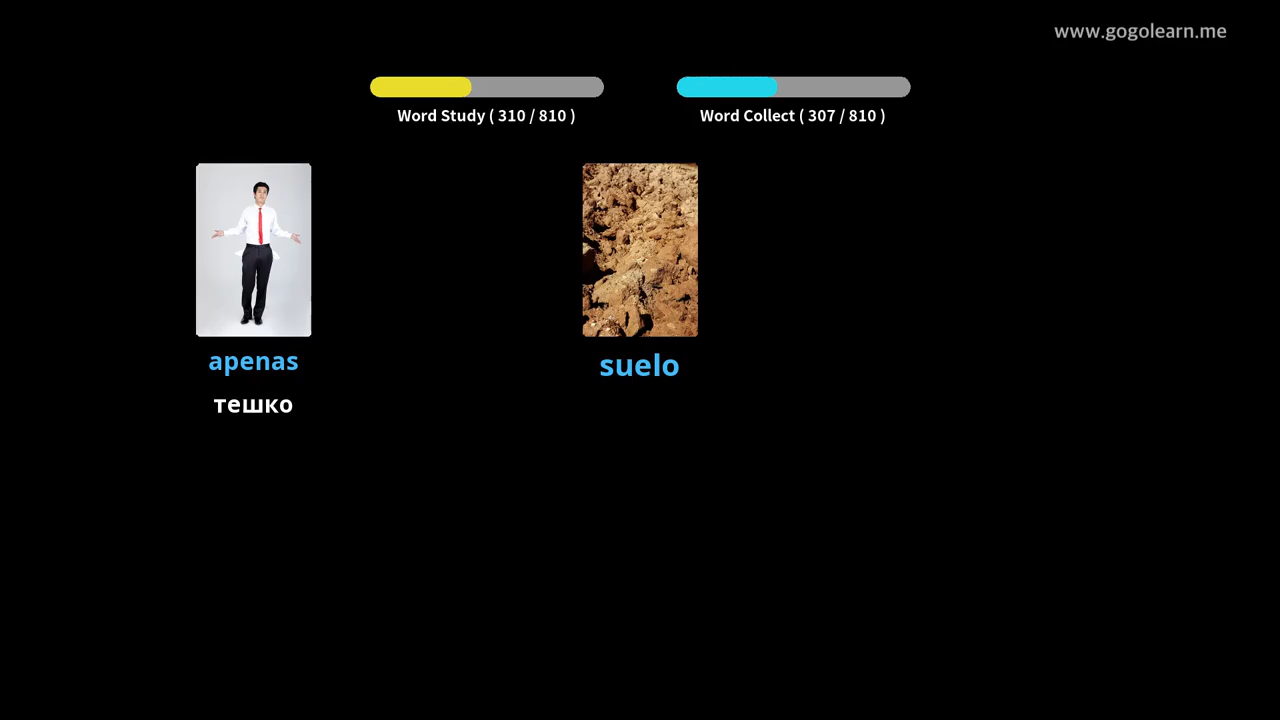 www.gogolearn.me
Word Study ( 310 / 810 )
Word Collect ( 307 / 810 )
apenas
тешко
suelo